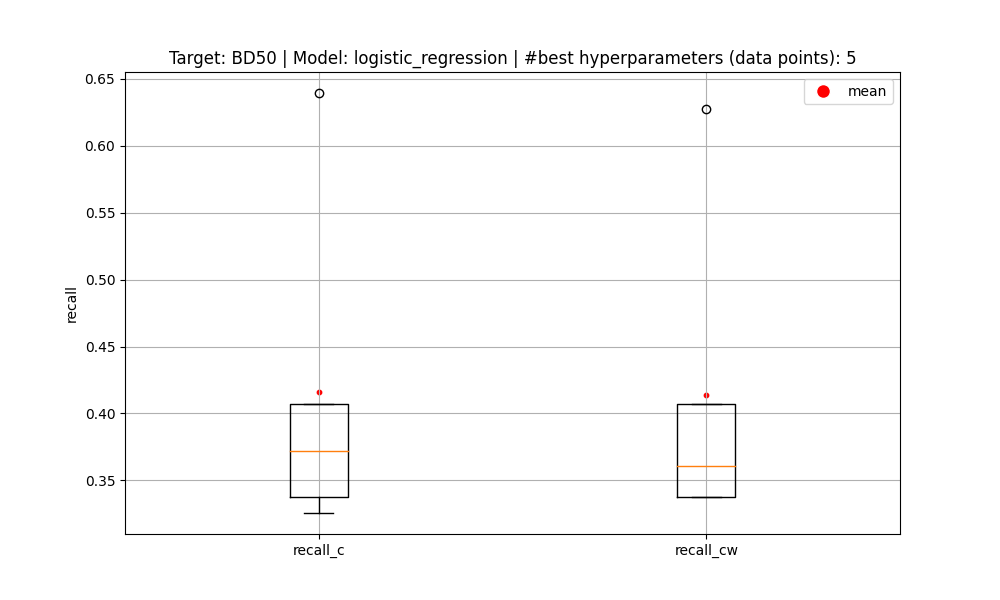 Target: BD50 | Model: logistic_regression | #best hyperparameters (data points): 5
mean
0.65
0.60
0.55
0.50
0.45
0.40
0.35
recall
recall_c
recall_cw